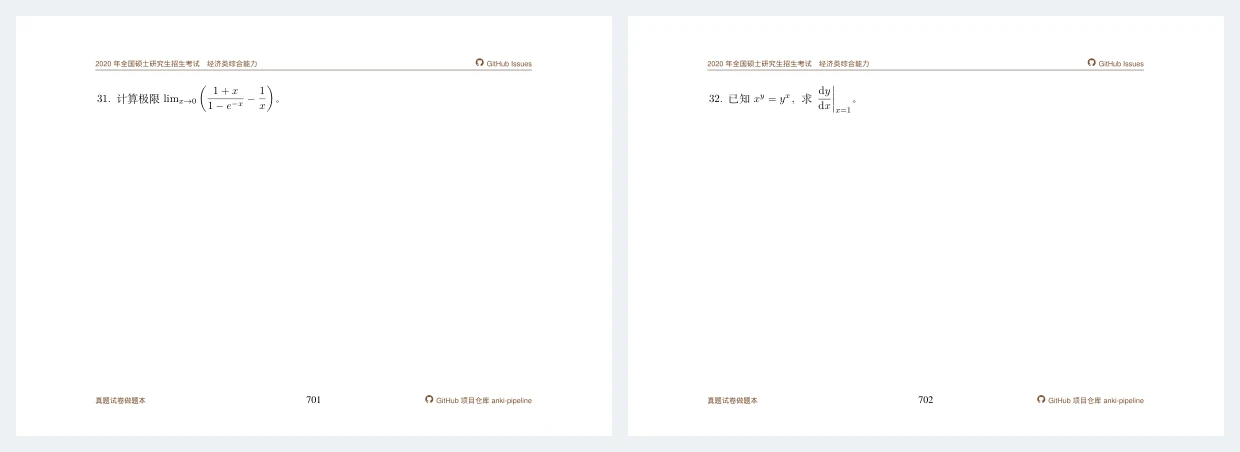 2020 年全国硕士研究生招生考试 经济类综合能力 GitHub Issues
31. 计算极限 lim_{x→0} ( (1 + x)/(1 − e^{−x}) − 1/x )。
真题试卷做题本 701 GitHub 项目仓库 anki-pipeline
2020 年全国硕士研究生招生考试 经济类综合能力 GitHub Issues
32. 已知 x^y = y^x，求 dy/dx |_{x=1}。
真题试卷做题本 702 GitHub 项目仓库 anki-pipeline